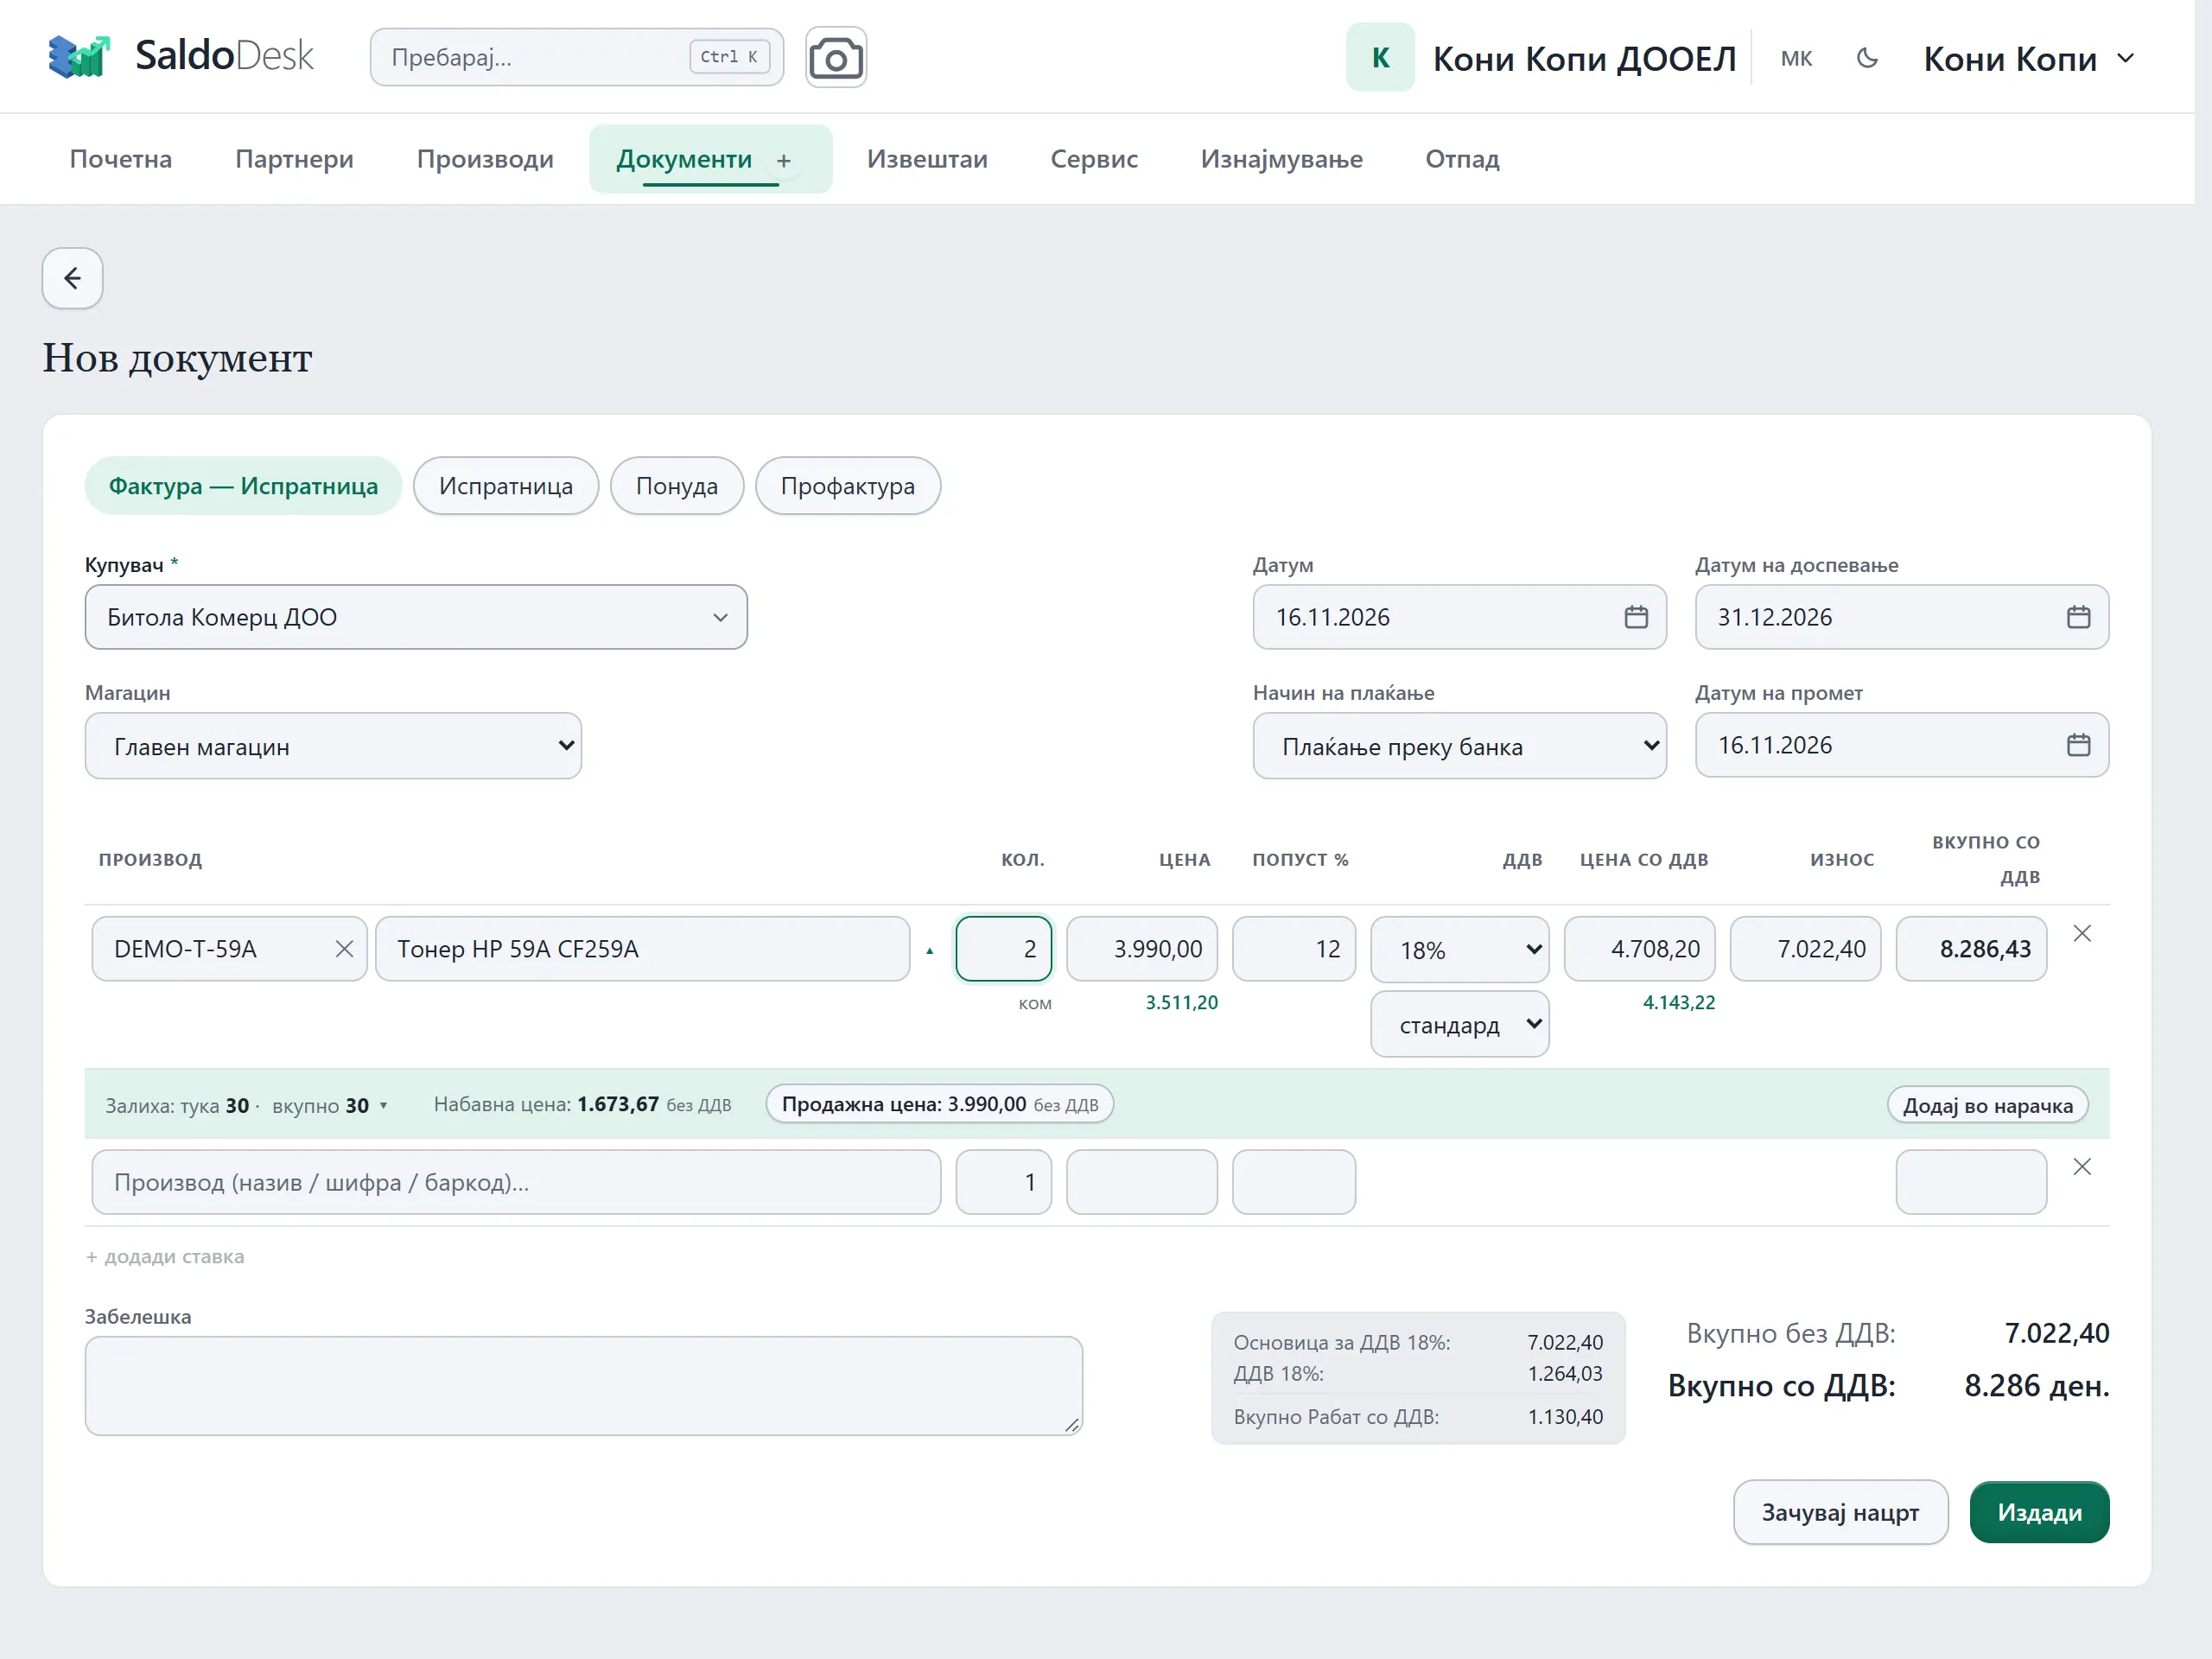 SaldoDesk
Пребарај... Ctrl K
К Кони Копи ДООЕЛ МК Кони Копи
Почетна Партнери Производи Документи + Извештаи Сервис Изнајмување Отпад
Нов документ
Фактура — Испратница Испратница Понуда Профактура
Купувач * Датум Датум на доспевање
Битола Комерц ДОО 16.11.2026 31.12.2026
Магацин Начин на плаќање Датум на промет
Главен магацин Плаќање преку банка 16.11.2026
ПРОИЗВОД КОЛ. ЦЕНА ПОПУСТ % ДДВ ЦЕНА СО ДДВ ИЗНОС ВКУПНО СО ДДВ
DEMO-T-59A Тонер HP 59A CF259A 2 3.990,00 12 18% 4.708,20 7.022,40 8.286,43
ком 3.511,20 стандард 4.143,22
Залиха: тука 30 · вкупно 30 Набавна цена: 1.673,67 без ДДВ Продажна цена: 3.990,00 без ДДВ Додај во нарачка
Производ (назив / шифра / баркод)... 1
+ додади ставка
Забелешка
Основица за ДДВ 18%: 7.022,40
ДДВ 18%: 1.264,03
Вкупно Рабат со ДДВ: 1.130,40
Вкупно без ДДВ: 7.022,40
Вкупно со ДДВ: 8.286 ден.
Зачувај нацрт Издади